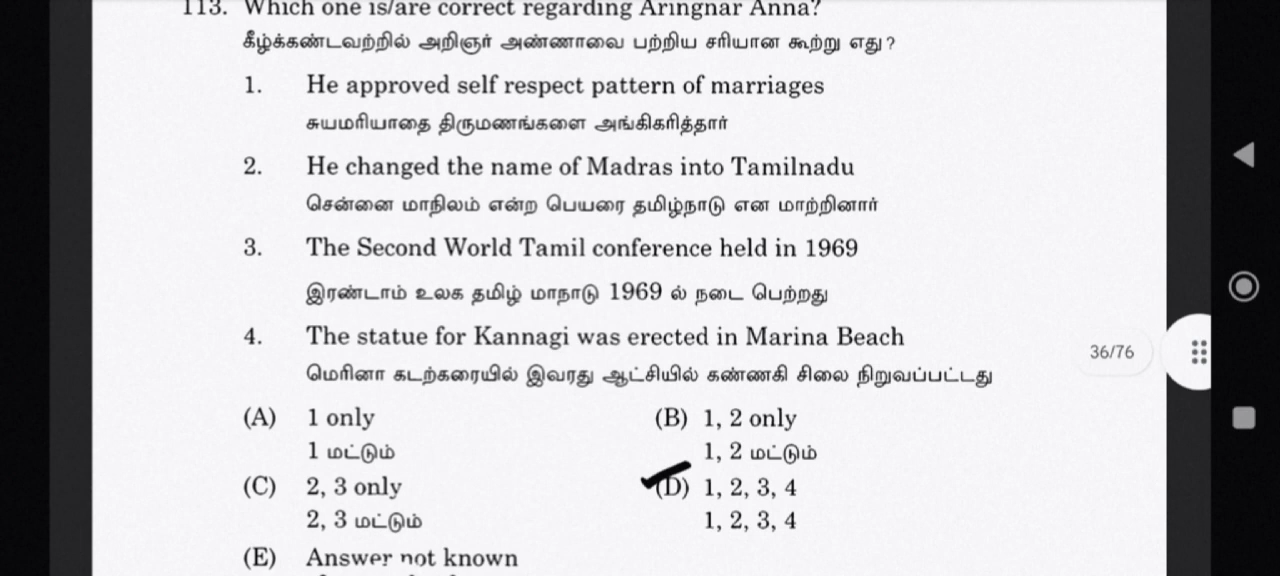 113. Which one is/are correct regarding Aringnar Anna?
கீழ்க்கண்டவற்றில் அறிஞர் அண்ணாவை பற்றிய சரியான கூற்று எது?
1. He approved self respect pattern of marriages
சுயமரியாதை திருமணங்களை அங்கிகரித்தார்
2. He changed the name of Madras into Tamilnadu
சென்னை மாநிலம் என்ற பெயரை தமிழ்நாடு என மாற்றினார்
3. The Second World Tamil conference held in 1969
இரண்டாம் உலக தமிழ் மாநாடு 1969 ல் நடை பெற்றது
4. The statue for Kannagi was erected in Marina Beach
36/76
மெரினா கடற்கரையில் இவரது ஆட்சியில் கண்ணகி சிலை நிறுவப்பட்டது
(A) 1 only (B) 1, 2 only
1 மட்டும் 1, 2 மட்டும்
(C) 2, 3 only (D) 1, 2, 3, 4
2, 3 மட்டும் 1, 2, 3, 4
(E) Answer not known